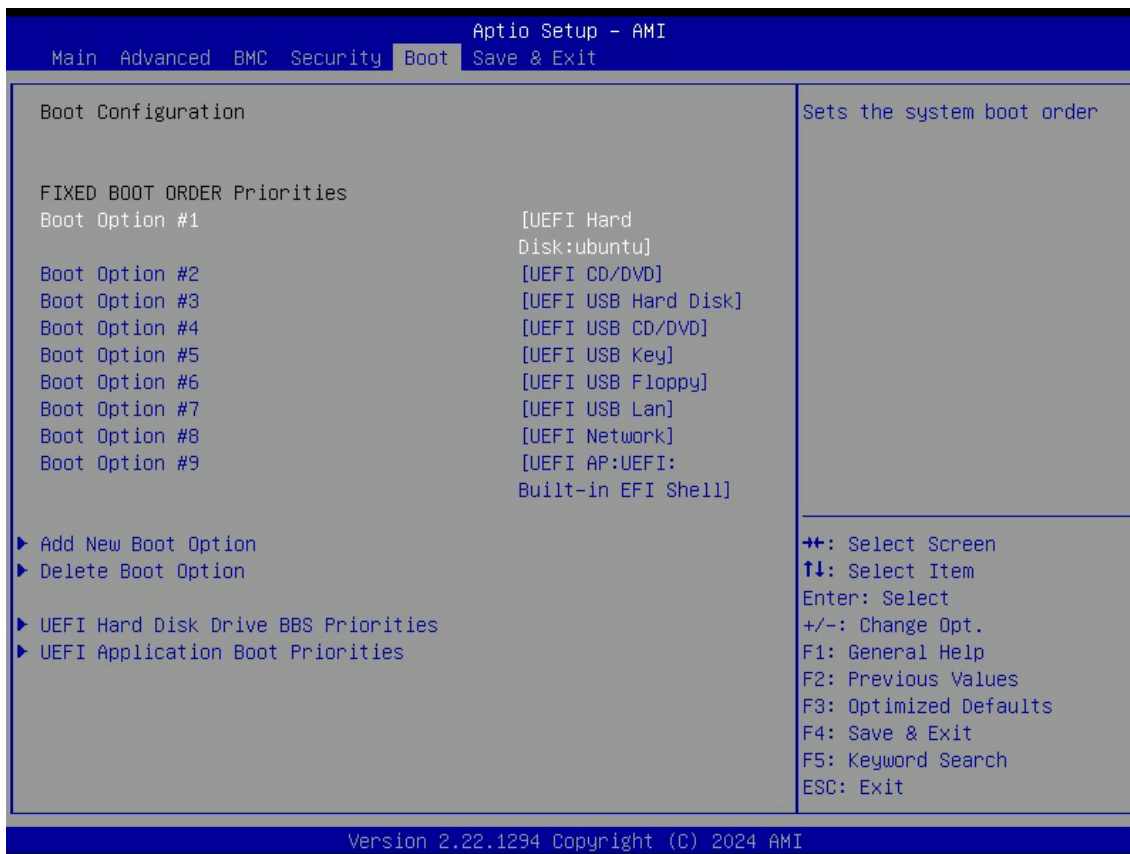 Aptio Setup - AMI
Main Advanced BMC Security Boot Save & Exit
Boot Configuration
FIXED BOOT ORDER Priorities
Boot Option #1 [UEFI Hard
Disk:ubuntu]
Boot Option #2 [UEFI CD/DVD]
Boot Option #3 [UEFI USB Hard Disk]
Boot Option #4 [UEFI USB CD/DVD]
Boot Option #5 [UEFI USB Key]
Boot Option #6 [UEFI USB Floppy]
Boot Option #7 [UEFI USB Lan]
Boot Option #8 [UEFI Network]
Boot Option #9 [UEFI AP:UEFI:
Built-in EFI Shell]
Add New Boot Option
Delete Boot Option
UEFI Hard Disk Drive BBS Priorities
UEFI Application Boot Priorities
Sets the system boot order
→←: Select Screen
↑↓: Select Item
Enter: Select
+/-: Change Opt.
F1: General Help
F2: Previous Values
F3: Optimized Defaults
F4: Save & Exit
F5: Keyword Search
ESC: Exit
Version 2.22.1294 Copyright (C) 2024 AMI